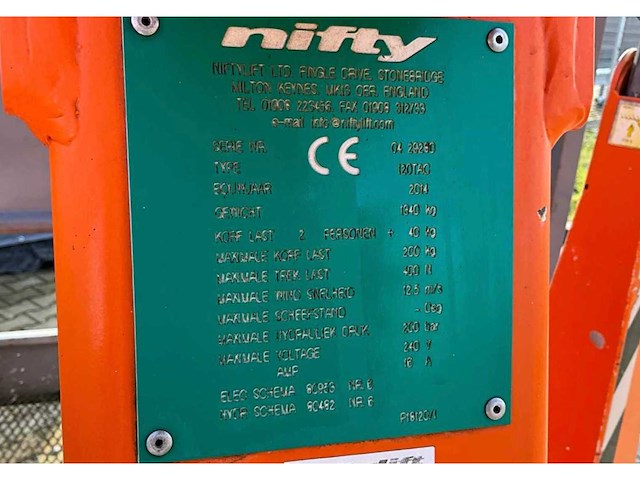 nifty
NIFTYLIFT LTD. FINGLE DRIVE, STONEBRIDGE,
MILTON KEYNES, MK13 0ER, ENGLAND
TEL. 01908 223456, FAX 01908 312733
e-mail info@niftylift.com
CE
SERIE NR. 04 29290
TYPE 120TAC
BOUWJAAR 2014
GEWICHT 1940 kg
KORF LAST 2 PERSONEN + 40 kg
MAXIMALE KORF LAST 200 kg
MAXIMALE TREK LAST 400 N
MAXIMALE WIND SNELHEID 12.5 m/s
MAXIMALE SCHEEFSTAND - Deg
MAXIMALE HYDRAULIEK DRUK 200 bar
MAXIMALE VOLTAGE 240 V
AMP 16 A
ELEC SCHEMA NR. 6
HYDR SCHEMA 80482 NR. 6